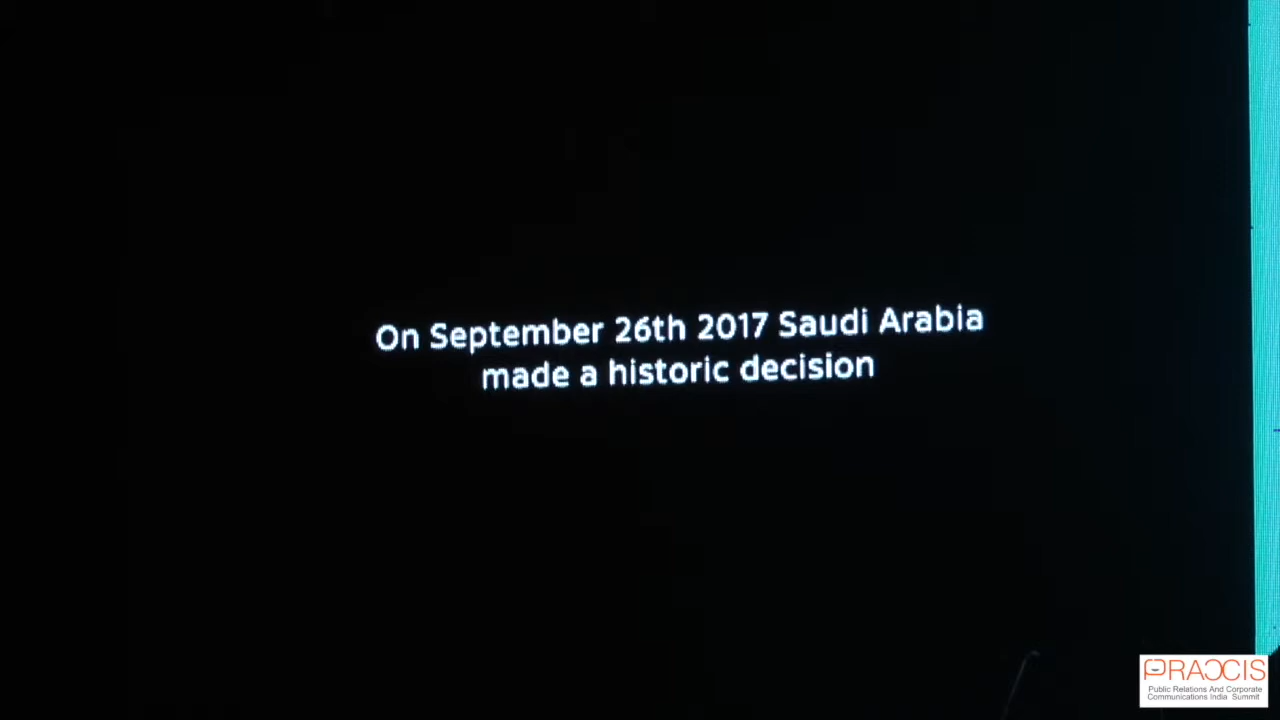 On September 26th 2017 Saudi Arabia
made a historic decision
PRACCIS
Public Relations And Corporate
Communications India Summit